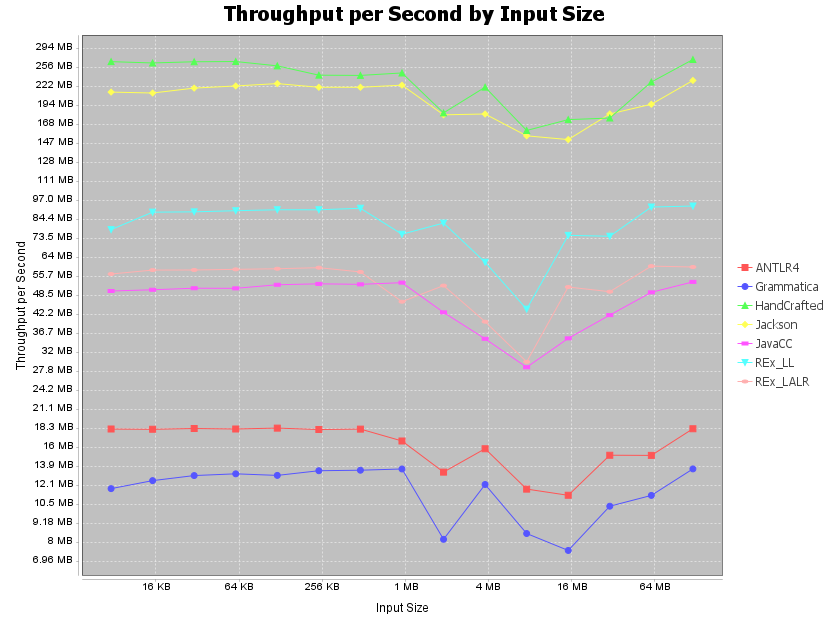 Throughput per Second by Input Size
294 MB
256 MB
222 MB
194 MB
168 MB
147 MB
128 MB
111 MB
97.0 MB
84.4 MB
73.5 MB
64 MB
55.7 MB
48.5 MB
42.2 MB
36.7 MB
32 MB
27.8 MB
24.2 MB
21.1 MB
18.3 MB
16 MB
13.9 MB
12.1 MB
10.5 MB
9.18 MB
8 MB
6.96 MB
Throughput per Second
16 KB
64 KB
256 KB
1 MB
4 MB
16 MB
64 MB
Input Size
ANTLR4
Grammatica
HandCrafted
Jackson
JavaCC
REx_LL
REx_LALR